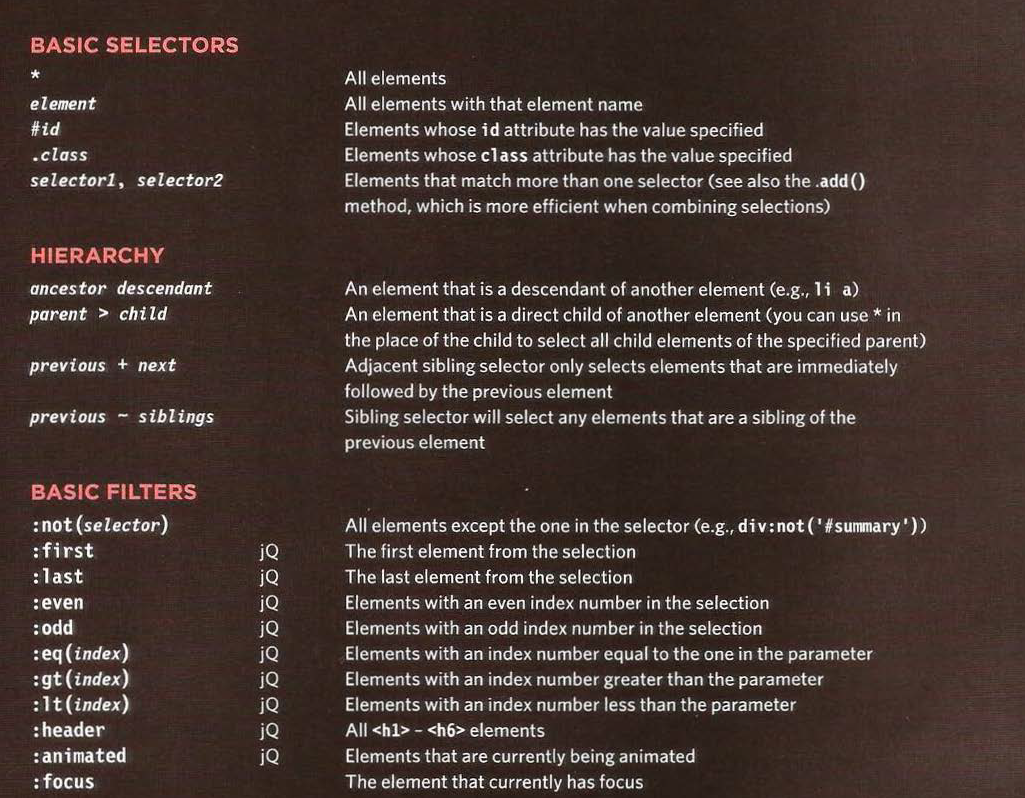 BASIC SELECTORS
* All elements
element All elements with that element name
#id Elements whose id attribute has the value specified
.class Elements whose class attribute has the value specified
selector1, selector2 Elements that match more than one selector (see also the .add()
method, which is more efficient when combining selections)
HIERARCHY
ancestor descendant An element that is a descendant of another element (e.g., li a)
parent > child An element that is a direct child of another element (you can use * in
the place of the child to select all child elements of the specified parent)
previous + next Adjacent sibling selector only selects elements that are immediately
followed by the previous element
previous ~ siblings Sibling selector will select any elements that are a sibling of the
previous element
BASIC FILTERS
:not(selector) All elements except the one in the selector (e.g., div:not('#summary'))
:first jQ The first element from the selection
:last jQ The last element from the selection
:even jQ Elements with an even index number in the selection
:odd jQ Elements with an odd index number in the selection
:eq(index) jQ Elements with an index number equal to the one in the parameter
:gt(index) jQ Elements with an index number greater than the parameter
:lt(index) jQ Elements with an index number less than the parameter
:header jQ All <h1> - <h6> elements
:animated jQ Elements that are currently being animated
:focus The element that currently has focus